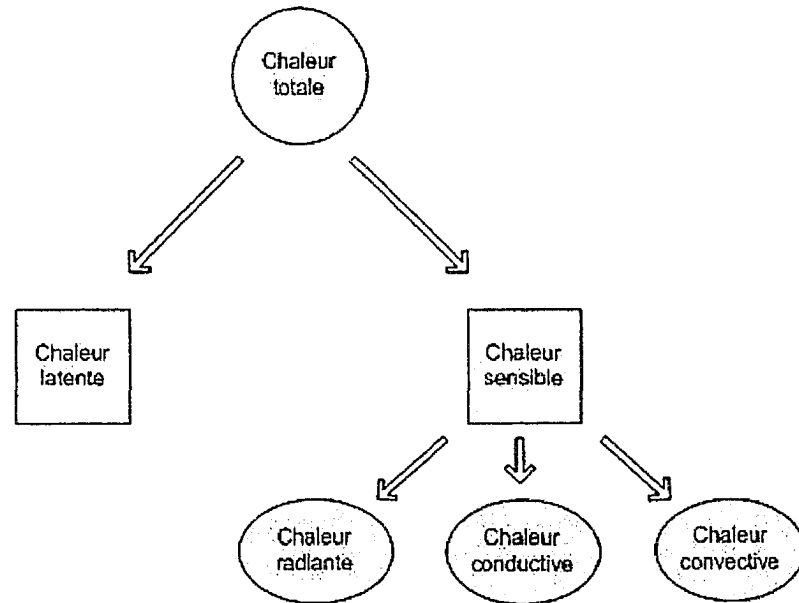 Chaleur
totale
Chaleur
latente
Chaleur
sensible
Chaleur
radiante
Chaleur
conductive
Chaleur
convective